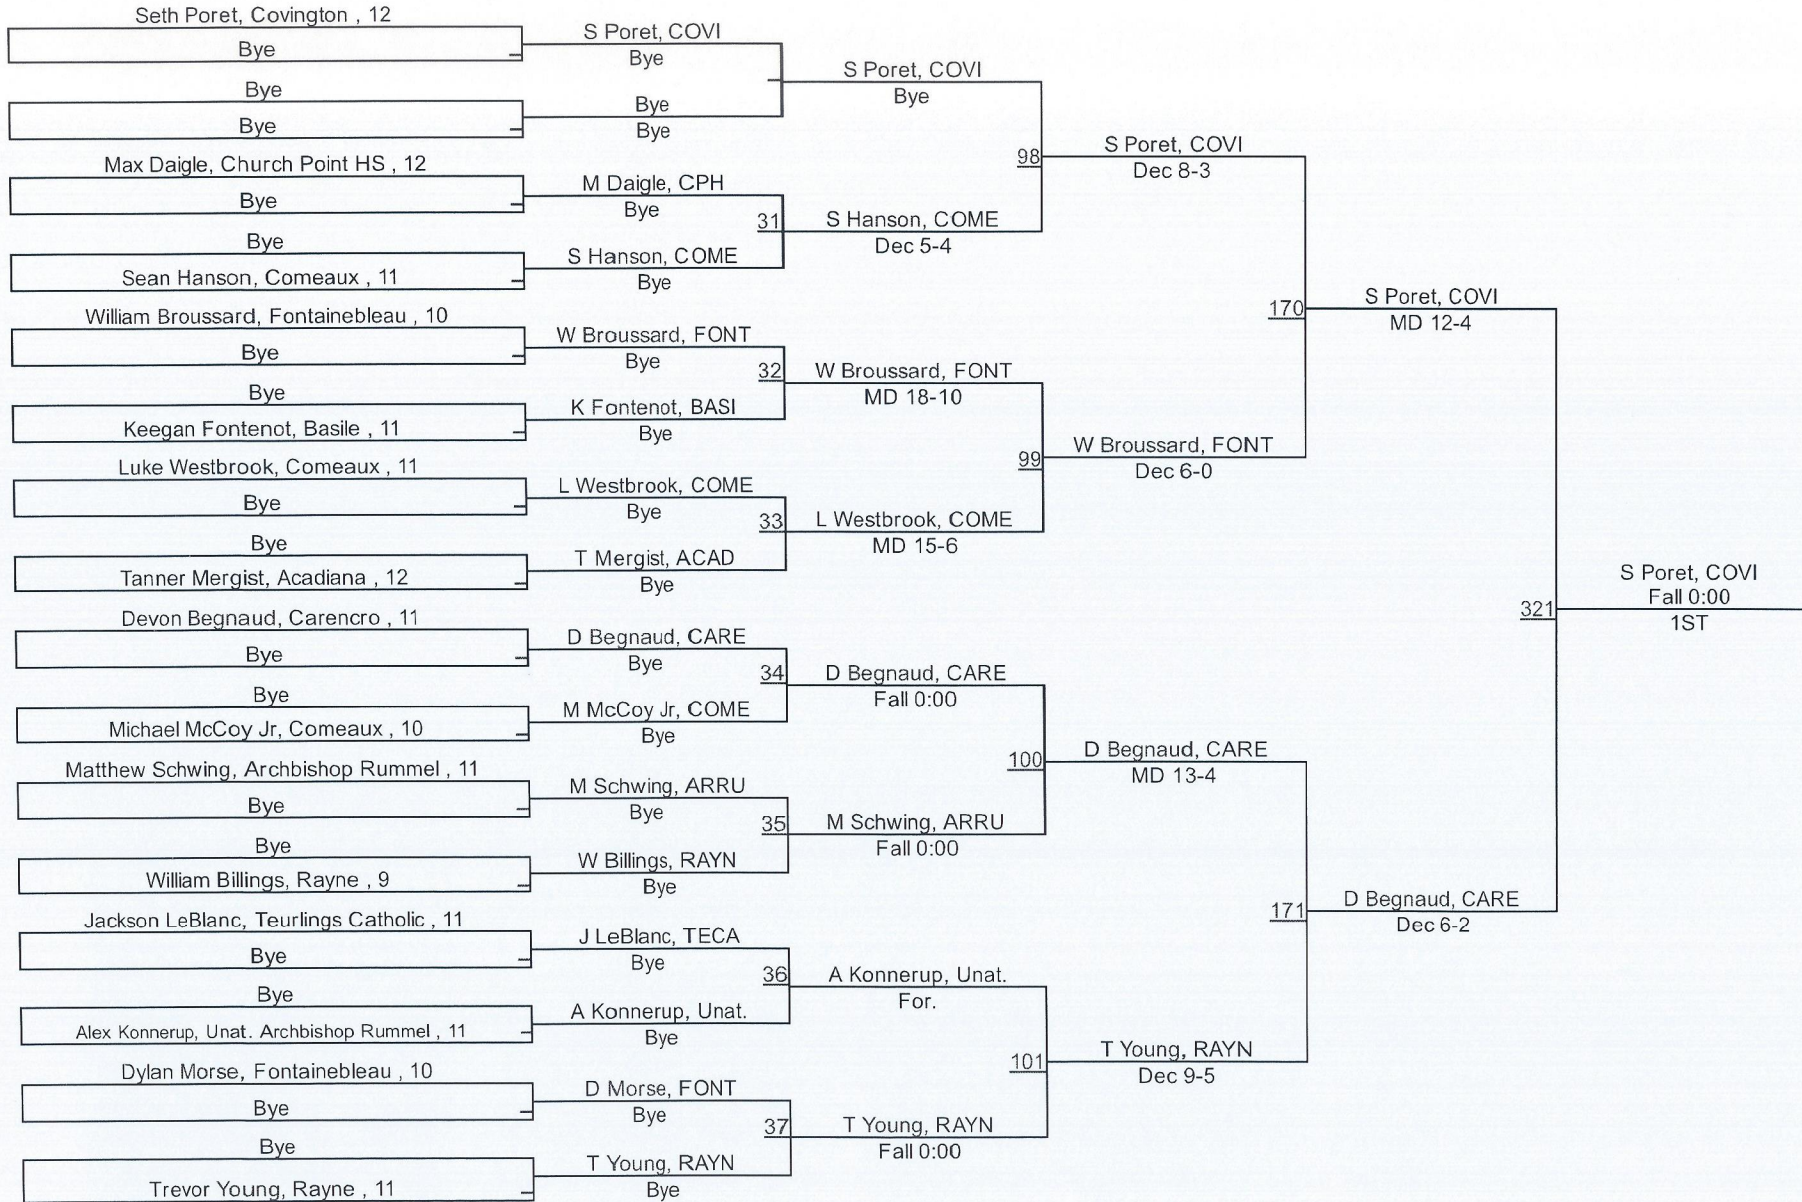 Seth Poret, Covington , 12
Bye
Bye
Bye
Max Daigle, Church Point HS , 12
Bye
Bye
Sean Hanson, Comeaux , 11
William Broussard, Fontainebleau , 10
Bye
Bye
Keegan Fontenot, Basile , 11
Luke Westbrook, Comeaux , 11
Bye
Bye
Tanner Mergist, Acadiana , 12
Devon Begnaud, Carencro , 11
Bye
Bye
Michael McCoy Jr, Comeaux , 10
Matthew Schwing, Archbishop Rummel , 11
Bye
Bye
William Billings, Rayne , 9
Jackson LeBlanc, Teurlings Catholic , 11
Bye
Bye
Alex Konnerup, Unat. Archbishop Rummel , 11
Dylan Morse, Fontainebleau , 10
Bye
Bye
Trevor Young, Rayne , 11
S Poret, COVI
Bye
Bye
Bye
M Daigle, CPH
Bye
S Hanson, COME
Bye
W Broussard, FONT
Bye
K Fontenot, BASI
Bye
L Westbrook, COME
Bye
T Mergist, ACAD
Bye
D Begnaud, CARE
Bye
M McCoy Jr, COME
Bye
M Schwing, ARRU
Bye
W Billings, RAYN
Bye
J LeBlanc, TECA
Bye
A Konnerup, Unat.
Bye
D Morse, FONT
Bye
T Young, RAYN
Bye
S Poret, COVI
Bye
31
S Hanson, COME
Dec 5-4
32
W Broussard, FONT
MD 18-10
33
L Westbrook, COME
MD 15-6
34
D Begnaud, CARE
Fall 0:00
35
M Schwing, ARRU
Fall 0:00
36
A Konnerup, Unat.
For.
37
T Young, RAYN
Fall 0:00
98
S Poret, COVI
Dec 8-3
99
W Broussard, FONT
Dec 6-0
100
D Begnaud, CARE
MD 13-4
101
T Young, RAYN
Dec 9-5
170
S Poret, COVI
MD 12-4
171
D Begnaud, CARE
Dec 6-2
321
S Poret, COVI
Fall 0:00
1ST